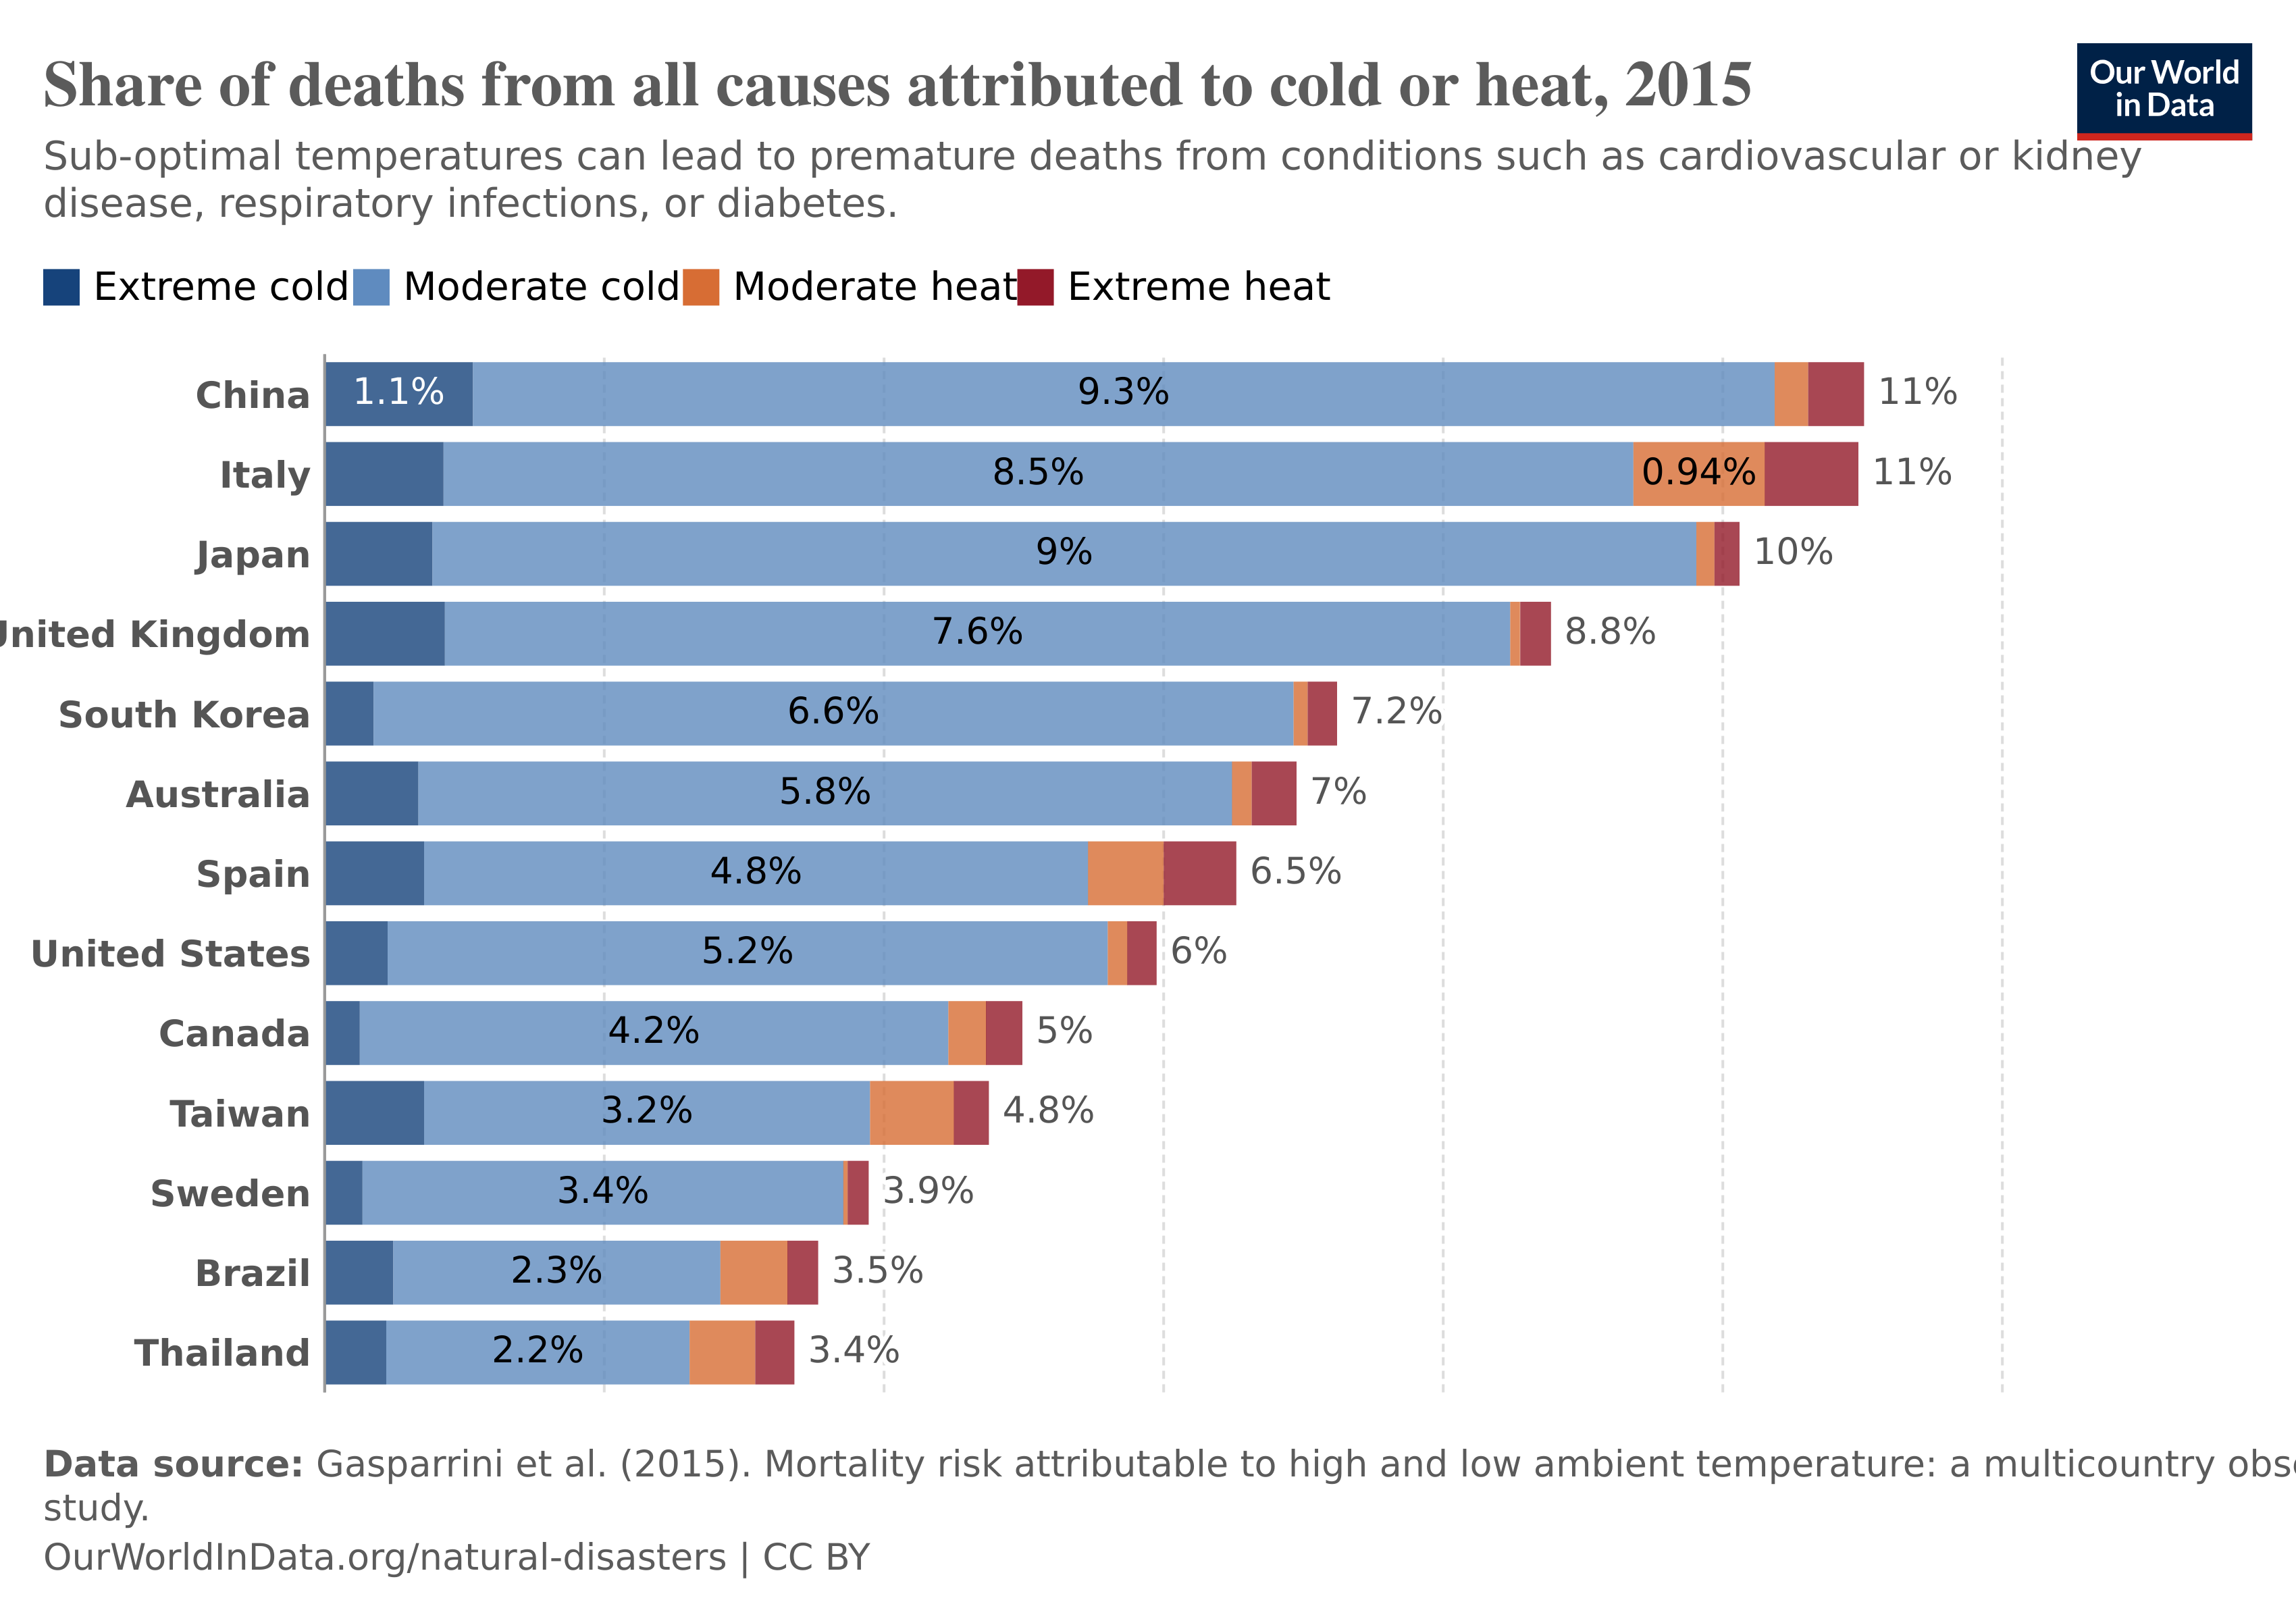 Share of deaths from all causes attributed to cold or heat, 2015
Our World
in Data
Sub-optimal temperatures can lead to premature deaths from conditions such as cardiovascular or kidney
disease, respiratory infections, or diabetes.
Extreme cold Moderate cold Moderate heat Extreme heat
China 1.1% 9.3% 11%
Italy 8.5% 0.94% 11%
Japan 9% 10%
United Kingdom 7.6% 8.8%
South Korea 6.6% 7.2%
Australia 5.8% 7%
Spain 4.8% 6.5%
United States 5.2% 6%
Canada 4.2% 5%
Taiwan 3.2% 4.8%
Sweden 3.4% 3.9%
Brazil 2.3% 3.5%
Thailand 2.2% 3.4%
Data source: Gasparrini et al. (2015). Mortality risk attributable to high and low ambient temperature: a multicountry
study.
OurWorldInData.org/natural-disasters | CC BY